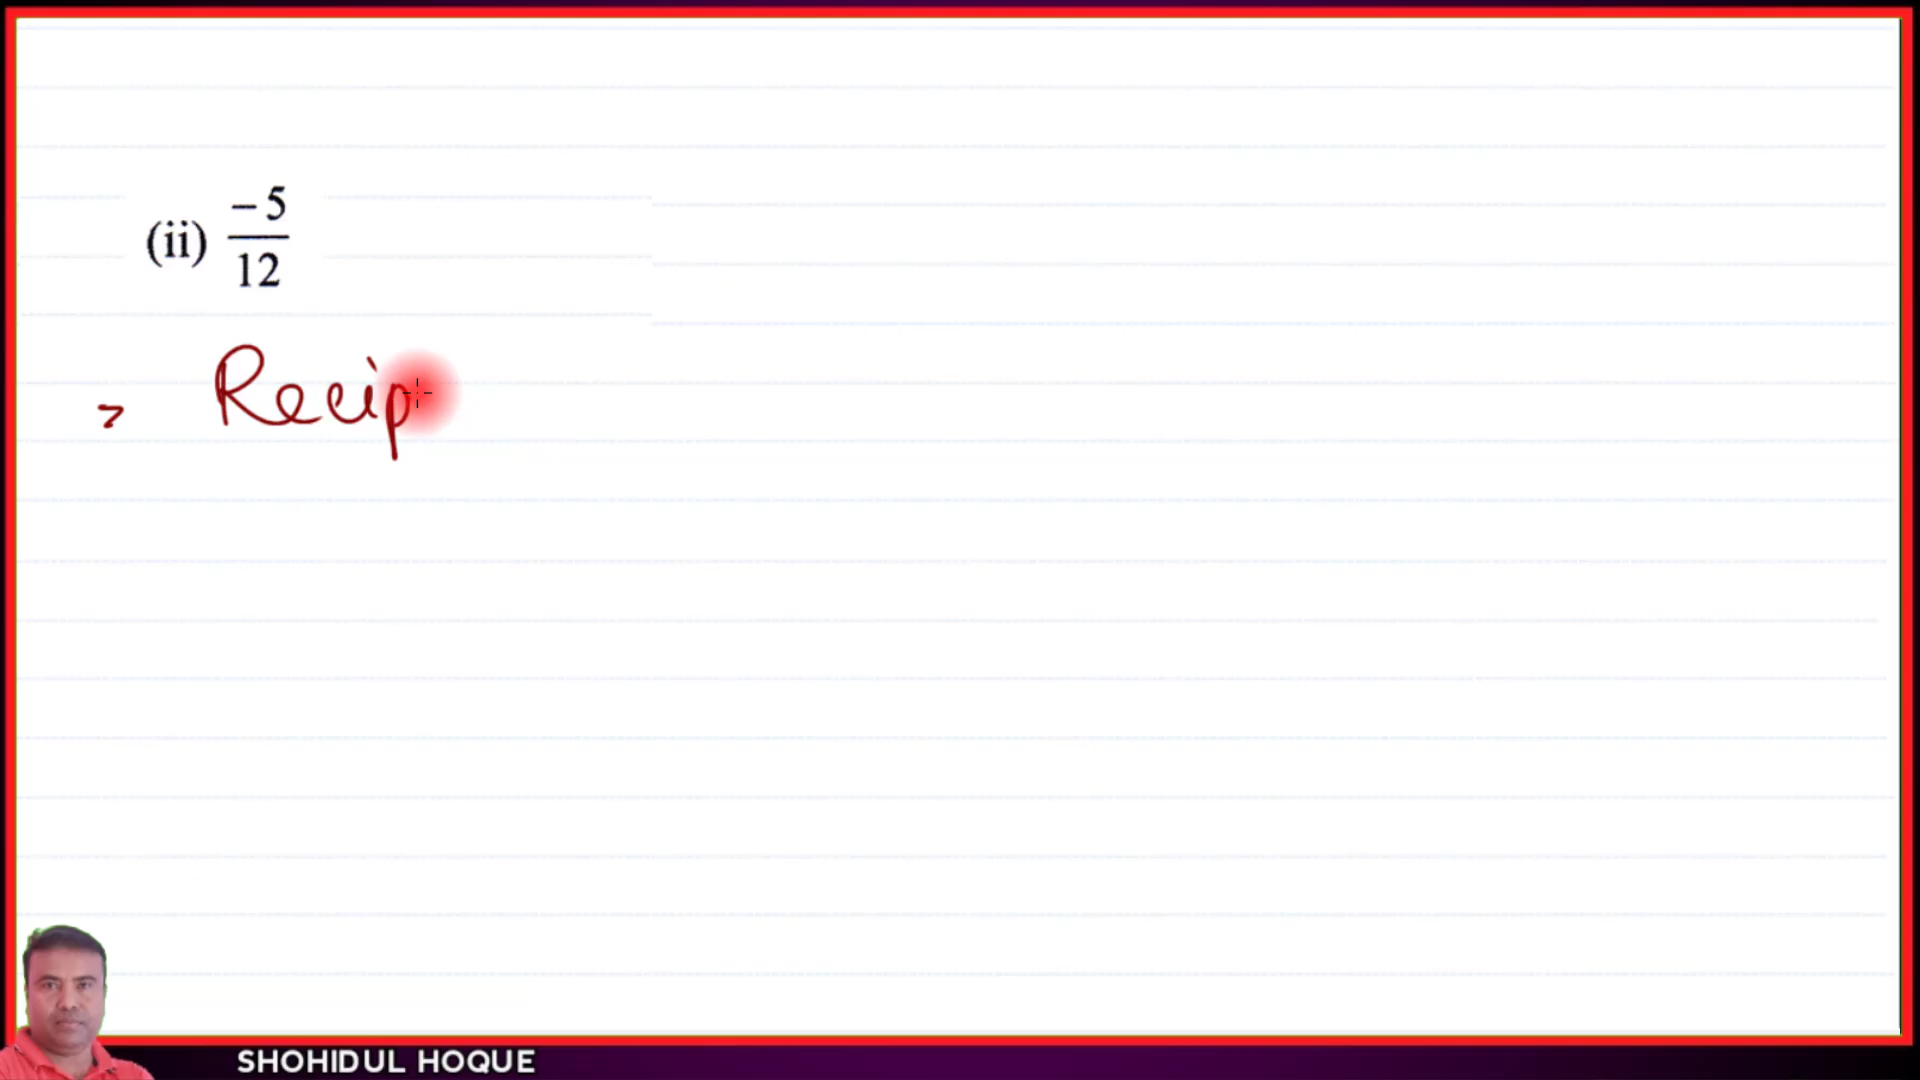 (ii) -5/12
= Recip
SHOHIDUL HOQUE